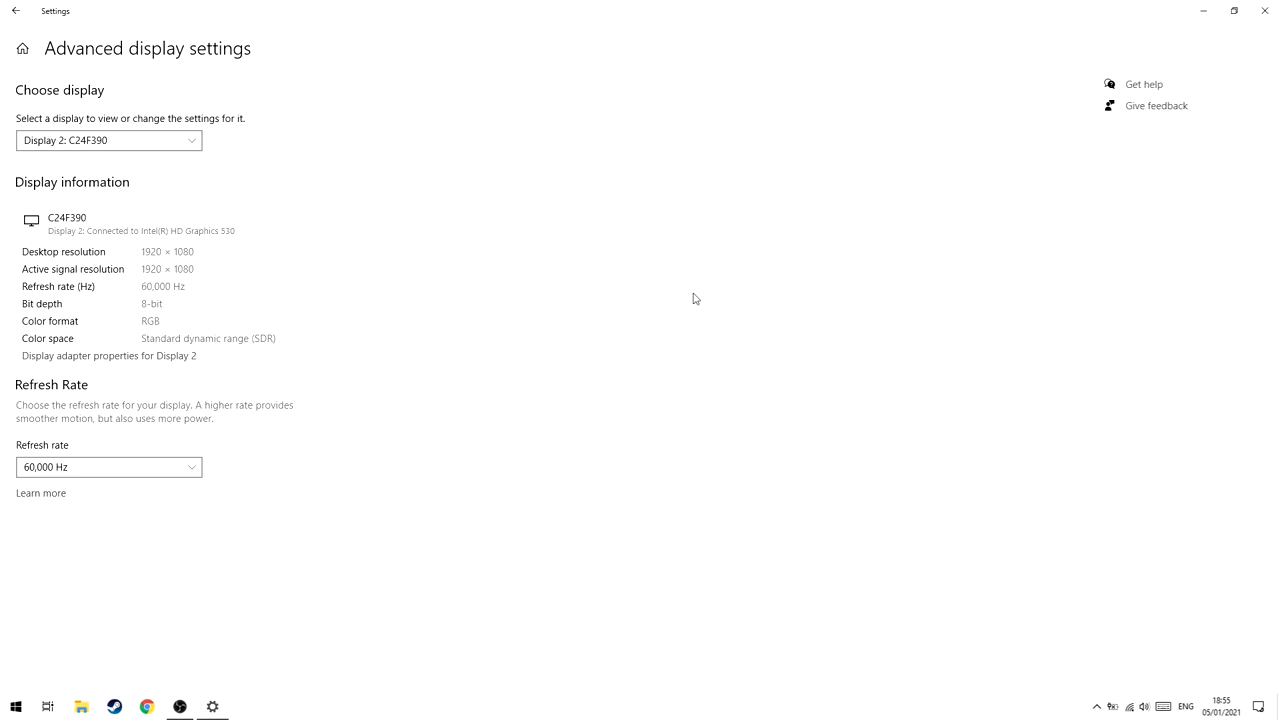 Settings
Advanced display settings
Choose display
Select a display to view or change the settings for it.
Display 2: C24F390
Display information
C24F390
Display 2: Connected to Intel(R) HD Graphics 530
Desktop resolution 1920 × 1080
Active signal resolution 1920 × 1080
Refresh rate (Hz) 60,000 Hz
Bit depth 8-bit
Color format RGB
Color space Standard dynamic range (SDR)
Display adapter properties for Display 2
Refresh Rate
Choose the refresh rate for your display. A higher rate provides
smoother motion, but also uses more power.
Refresh rate
60,000 Hz
Learn more
Get help
Give feedback
ENG
18:55
05/01/2021